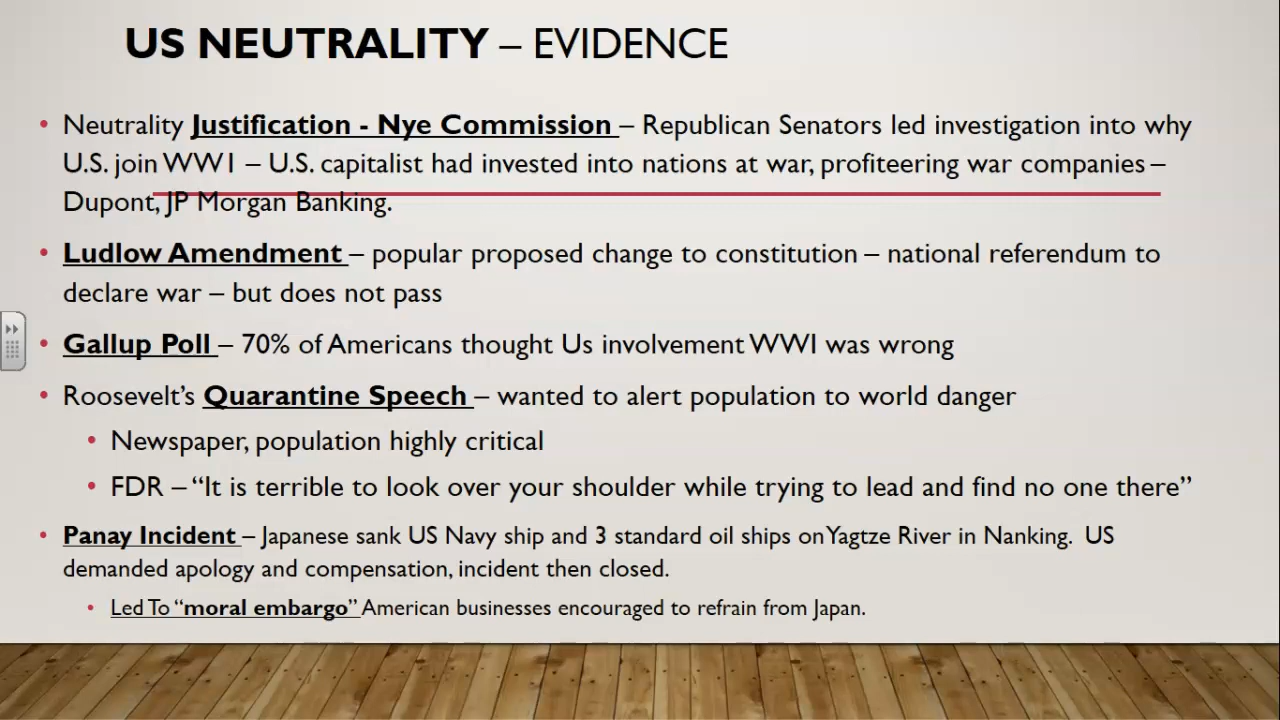 US NEUTRALITY – EVIDENCE
• Neutrality Justification - Nye Commission – Republican Senators led investigation into why
U.S. join WW1 – U.S. capitalist had invested into nations at war, profiteering war companies –
Dupont, JP Morgan Banking.
• Ludlow Amendment – popular proposed change to constitution – national referendum to
declare war – but does not pass
• Gallup Poll – 70% of Americans thought Us involvement WWI was wrong
• Roosevelt’s Quarantine Speech – wanted to alert population to world danger
• Newspaper, population highly critical
• FDR – “It is terrible to look over your shoulder while trying to lead and find no one there”
• Panay Incident – Japanese sank US Navy ship and 3 standard oil ships on Yagtze River in Nanking. US
demanded apology and compensation, incident then closed.
• Led To “moral embargo” American businesses encouraged to refrain from Japan.